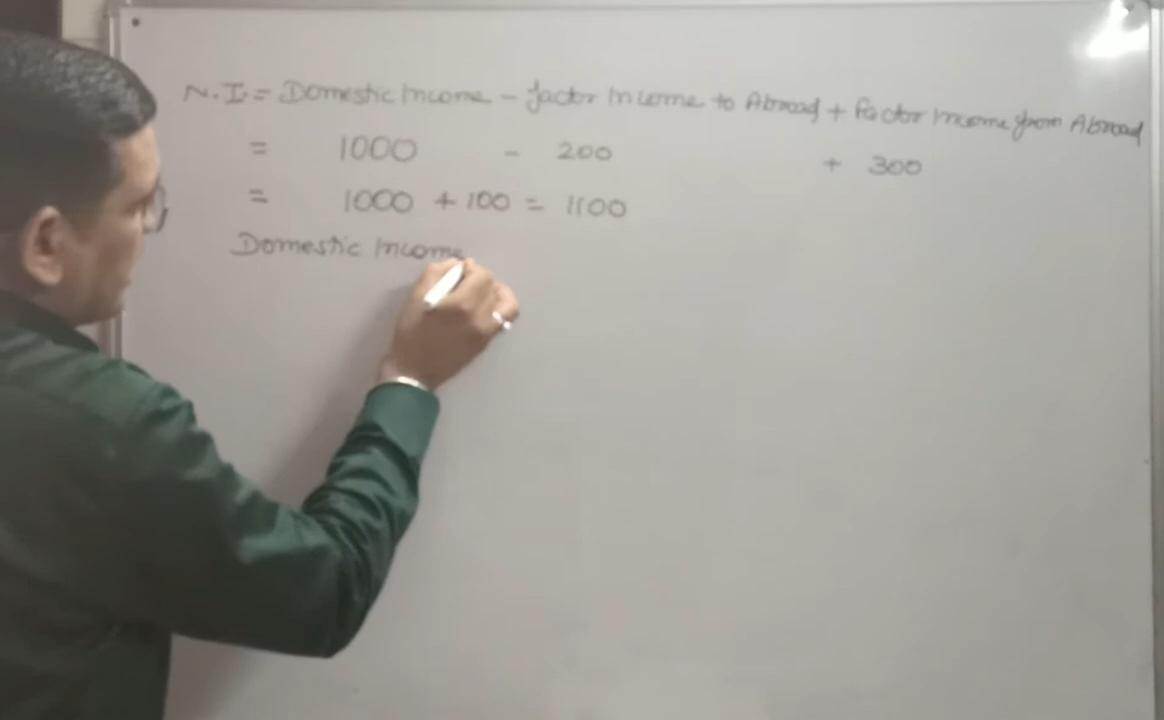 N.I. = Domestic Income - factor Income to Abroad + Factor Income from Abroad
= 1000 - 200 + 300
= 1000 + 100 = 1100
Domestic Income